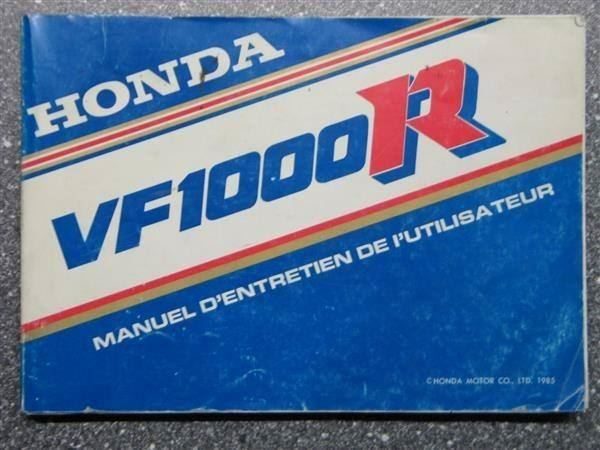 HONDA
VF1000R
MANUEL D'ENTRETIEN DE l'UTILISATEUR
© HONDA MOTOR CO., LTD. 1985